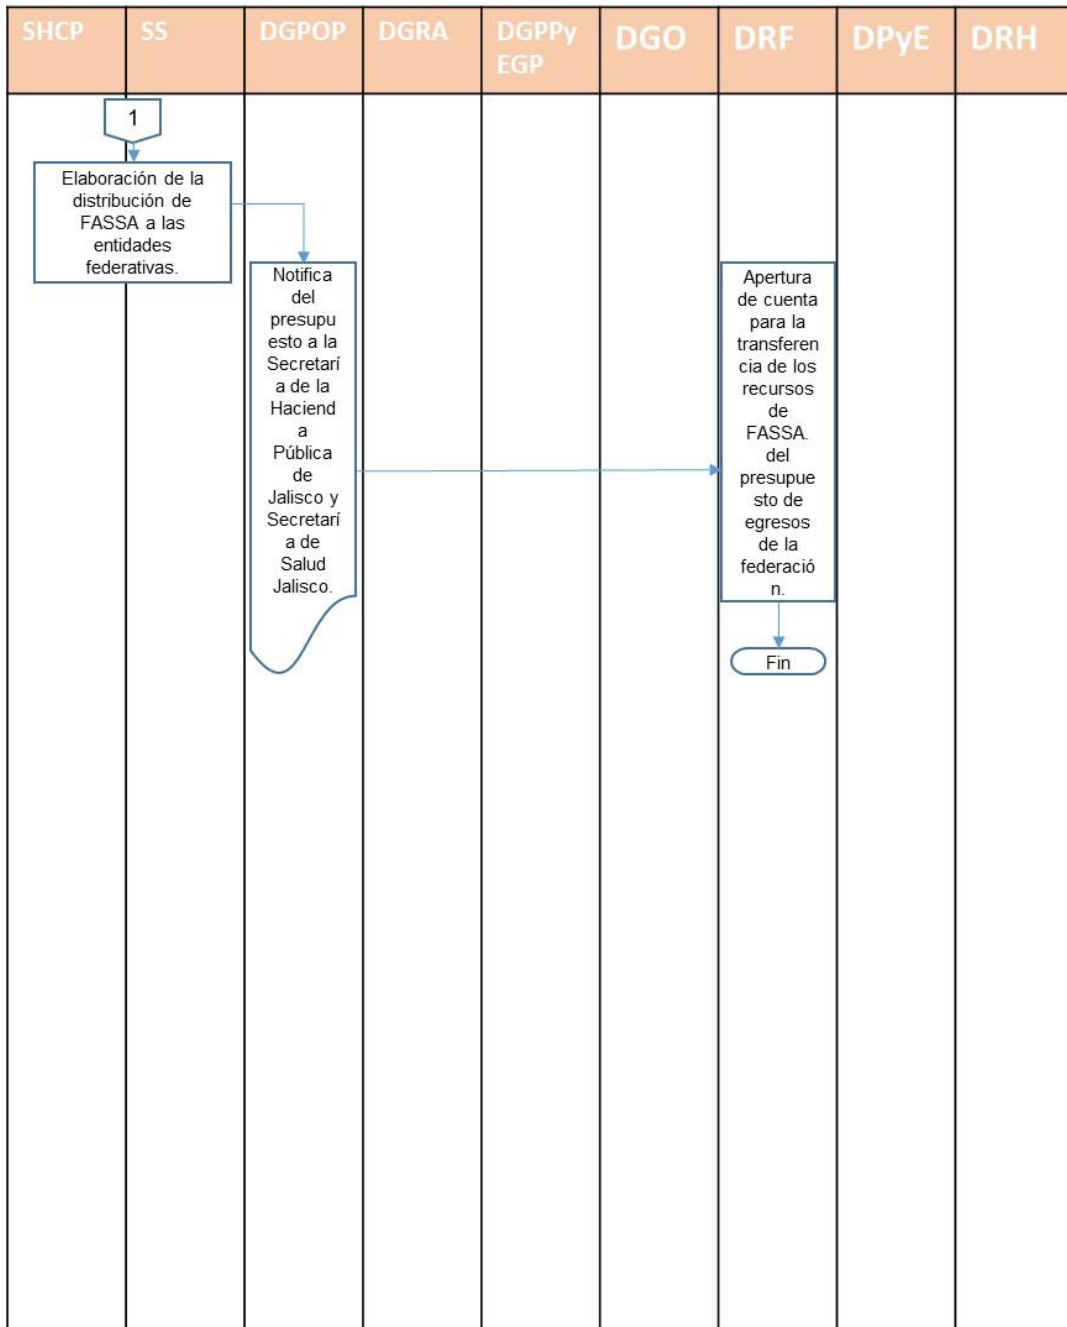 SHCP
SS
DGPOP
DGRA
DGPPy
EGP
DGO
DRF
DPyE
DRH
1
Elaboración de la
distribución de
FASSA a las
entidades
federativas.
Notifica
del
presupu
esto a la
Secretarí
a de la
Haciend
a
Pública
de
Jalisco y
Secretarí
a de
Salud
Jalisco.
Apertura
de cuenta
para la
transferen
cia de los
recursos
de
FASSA.
del
presupue
sto de
egresos
de la
federació
n.
Fin